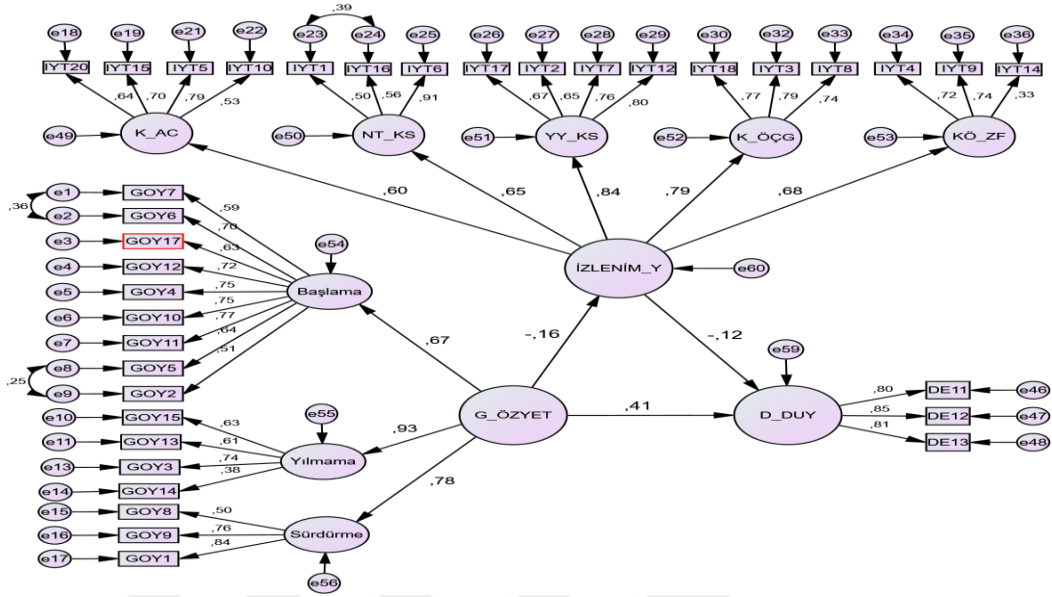 ,39
e18 e19 e21 e22 e23 e24 e25 e26 e27 e28 e29 e30 e32 e33 e34 e35 e36
IYT20 IYT15 IYT5 IYT10 IYT1 IYT16 IYT6 IYT17 IYT2 IYT7 IYT12 IYT18 IYT3 IYT8 IYT4 IYT9 IYT14
,64 ,70 ,79 ,53 ,50 ,56 ,91 ,67 ,65 ,76 ,80 ,77 ,79 ,74 ,72 ,74 ,33
e49 K_AC e50 NT_KS e51 YY_KS e52 K_ÖÇG e53 KÖ_ZF
,60 ,65 ,84 ,79 ,68
e1 GOY7 ,59
,36
e2 GOY6 ,70
e3 GOY17 ,63 e54
e4 GOY12 ,72 İZLENİM_Y e60
e5 GOY4 ,75 Başlama
e6 GOY10 ,75
e7 GOY11 ,77 ,67 -,16 -,12
e8 GOY5 ,64 e59
,25
e9 GOY2 ,51 ,80 DE11 e46
e10 GOY15 ,63 e55 G_ÖZYET ,41 D_DUY ,85 DE12 e47
e11 GOY13 ,61 ,93 ,81 DE13 e48
e13 GOY3 ,74 Yılmama
e14 GOY14 ,38 ,78
e15 GOY8 ,50
e16 GOY9 ,76 Sürdürme
e17 GOY1 ,84
e56